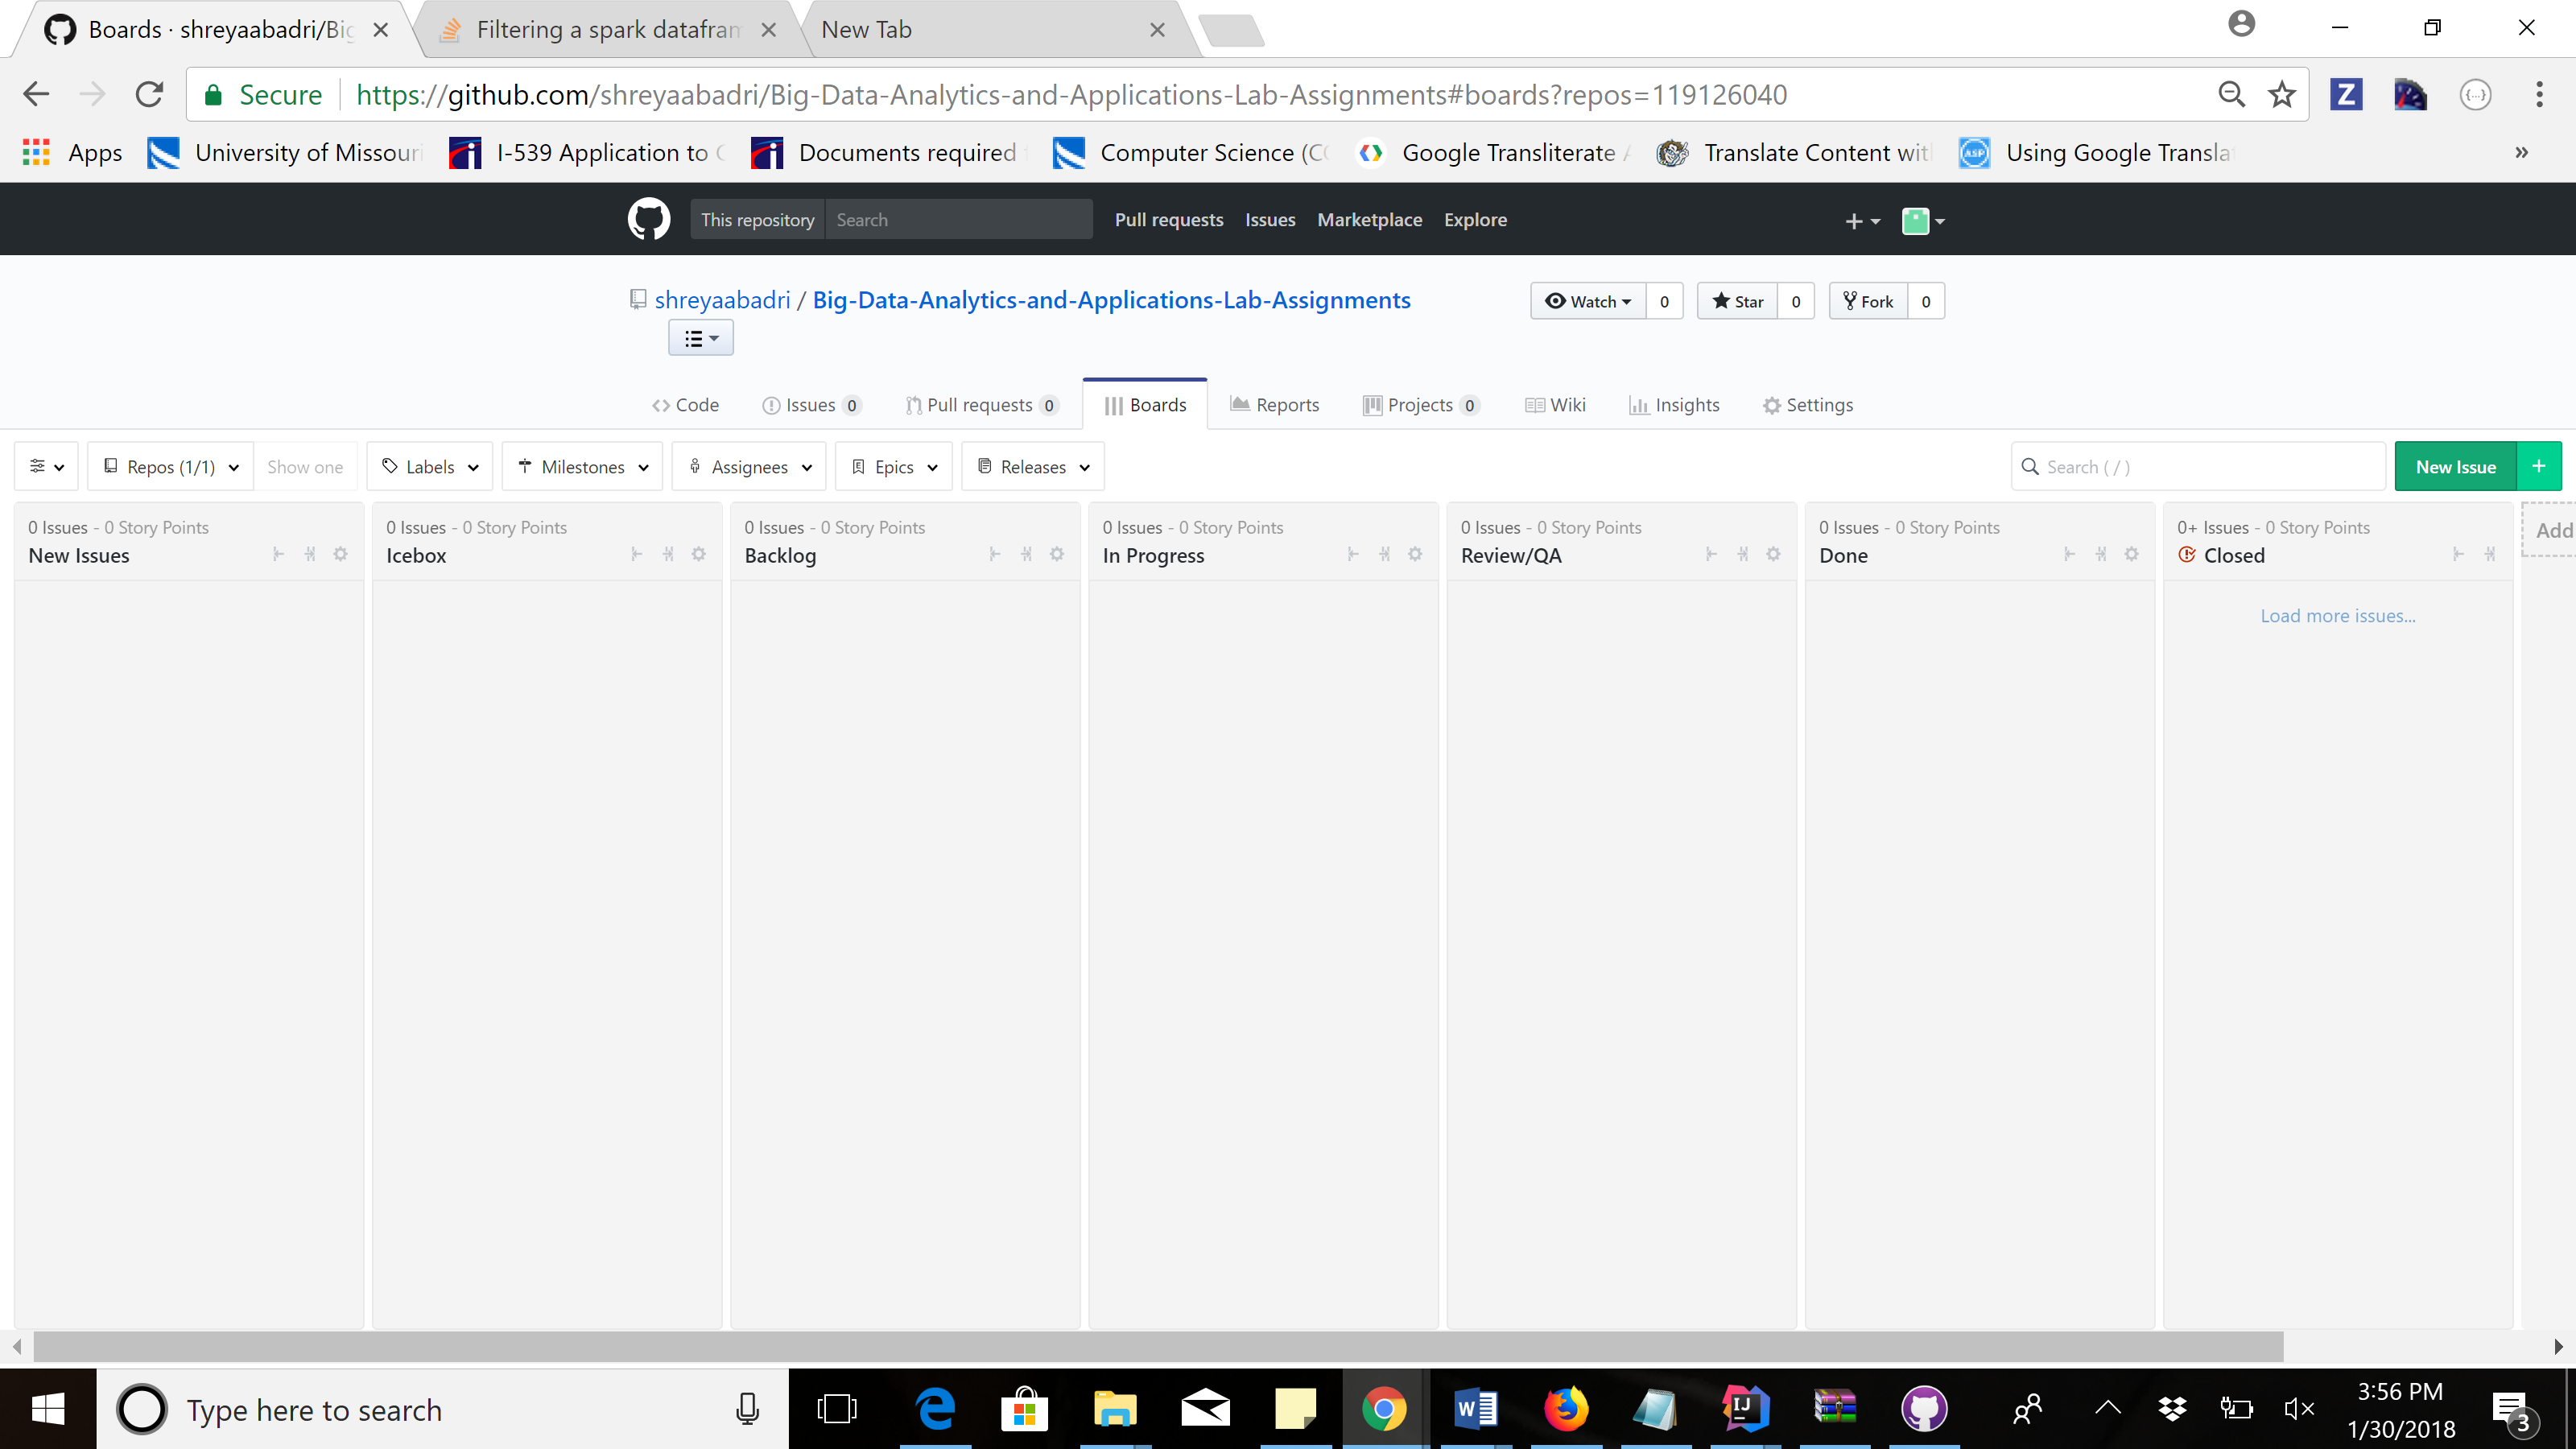 Boards · shreyaabadri/Big
Filtering a spark datafram
New Tab
Secure
https://github.com/shreyaabadri/Big-Data-Analytics-and-Applications-Lab-Assignments#boards?repos=119126040
Apps
University of Missouri
I-539 Application to
Documents required
Computer Science (CC
Google Transliterate
Translate Content wit
Using Google Transla
»
This repository
Search
Pull requests
Issues
Marketplace
Explore
shreyaabadri / Big-Data-Analytics-and-Applications-Lab-Assignments
Watch 0
Star 0
Fork 0
Code
Issues 0
Pull requests 0
Boards
Reports
Projects 0
Wiki
Insights
Settings
Repos (1/1)
Show one
Labels
Milestones
Assignees
Epics
Releases
Search ( / )
New Issue +
0 Issues - 0 Story Points
New Issues
0 Issues - 0 Story Points
Icebox
0 Issues - 0 Story Points
Backlog
0 Issues - 0 Story Points
In Progress
0 Issues - 0 Story Points
Review/QA
0 Issues - 0 Story Points
Done
0+ Issues - 0 Story Points
Closed
Load more issues...
Add
Type here to search
3:56 PM
1/30/2018
3